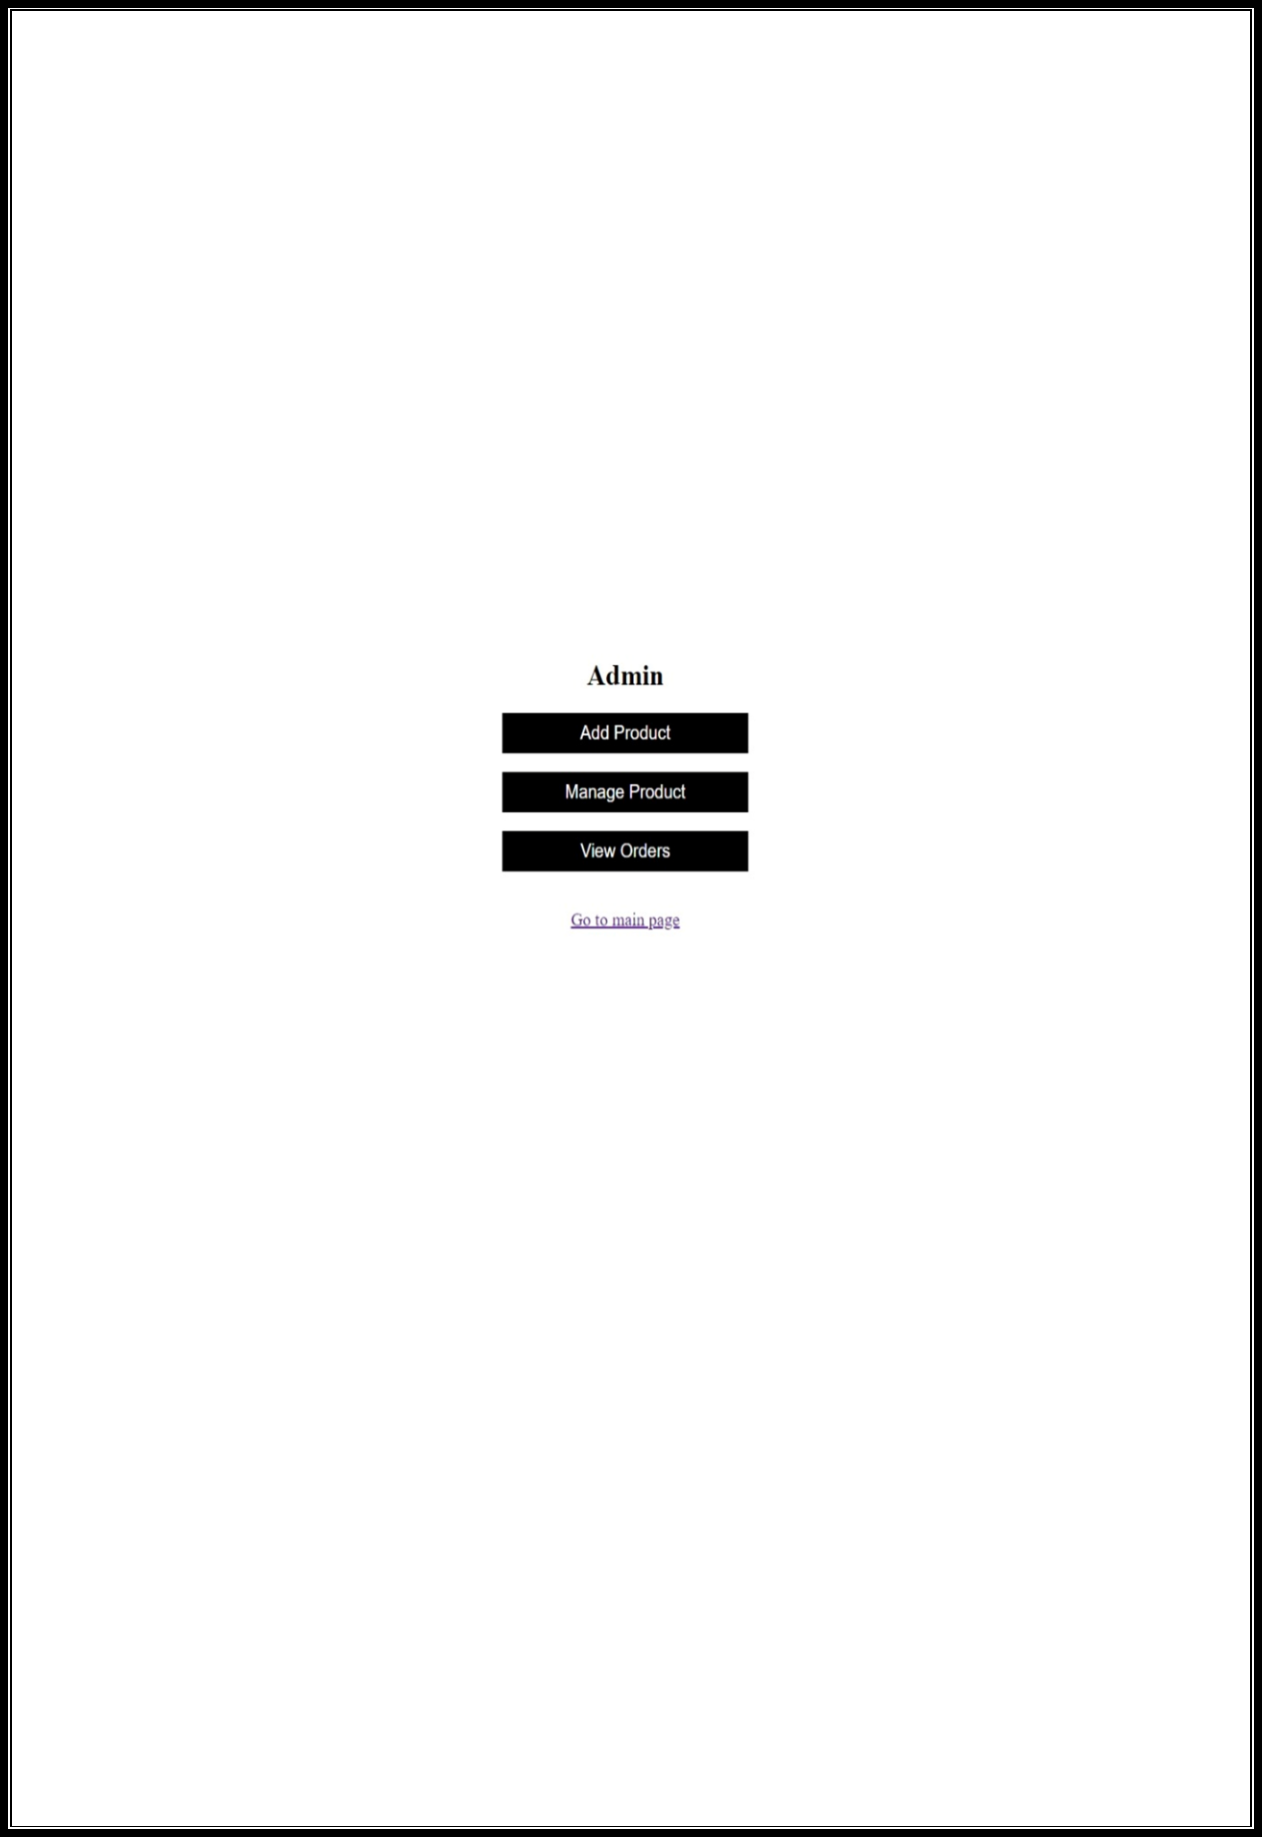 Admin
Add Product
Manage Product
View Orders
Go to main page